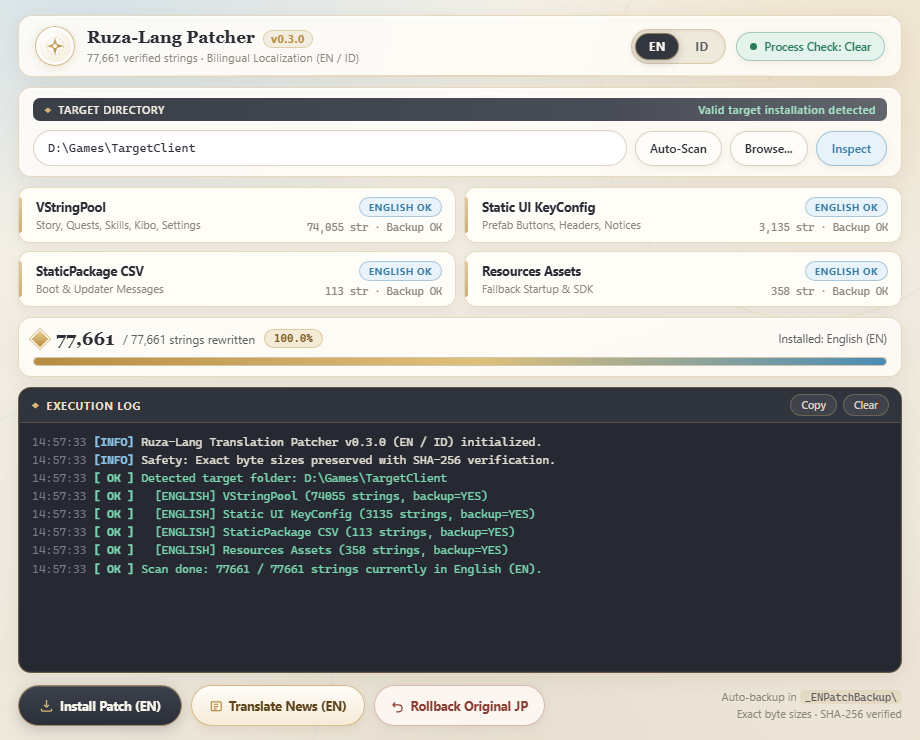 Ruza-Lang Patcher v0.3.0
77,661 verified strings · Bilingual Localization (EN / ID)
EN ID
Process Check: Clear
TARGET DIRECTORY
Valid target installation detected
D:\Games\TargetClient
Auto-Scan
Browse...
Inspect
VStringPool
ENGLISH OK
Story, Quests, Skills, Kibo, Settings
74,055 str · Backup OK
Static UI KeyConfig
ENGLISH OK
Prefab Buttons, Headers, Notices
3,135 str · Backup OK
StaticPackage CSV
ENGLISH OK
Boot & Updater Messages
113 str · Backup OK
Resources Assets
ENGLISH OK
Fallback Startup & SDK
358 str · Backup OK
77,661 / 77,661 strings rewritten 100.0%
Installed: English (EN)
EXECUTION LOG
Copy
Clear
14:57:33 [INFO] Ruza-Lang Translation Patcher v0.3.0 (EN / ID) initialized.
14:57:33 [INFO] Safety: Exact byte sizes preserved with SHA-256 verification.
14:57:33 [ OK ] Detected target folder: D:\Games\TargetClient
14:57:33 [ OK ]   [ENGLISH] VStringPool (74055 strings, backup=YES)
14:57:33 [ OK ]   [ENGLISH] Static UI KeyConfig (3135 strings, backup=YES)
14:57:33 [ OK ]   [ENGLISH] StaticPackage CSV (113 strings, backup=YES)
14:57:33 [ OK ]   [ENGLISH] Resources Assets (358 strings, backup=YES)
14:57:33 [ OK ] Scan done: 77661 / 77661 strings currently in English (EN).
Install Patch (EN)
Translate News (EN)
Rollback Original JP
Auto-backup in _ENPatchBackup\
Exact byte sizes · SHA-256 verified